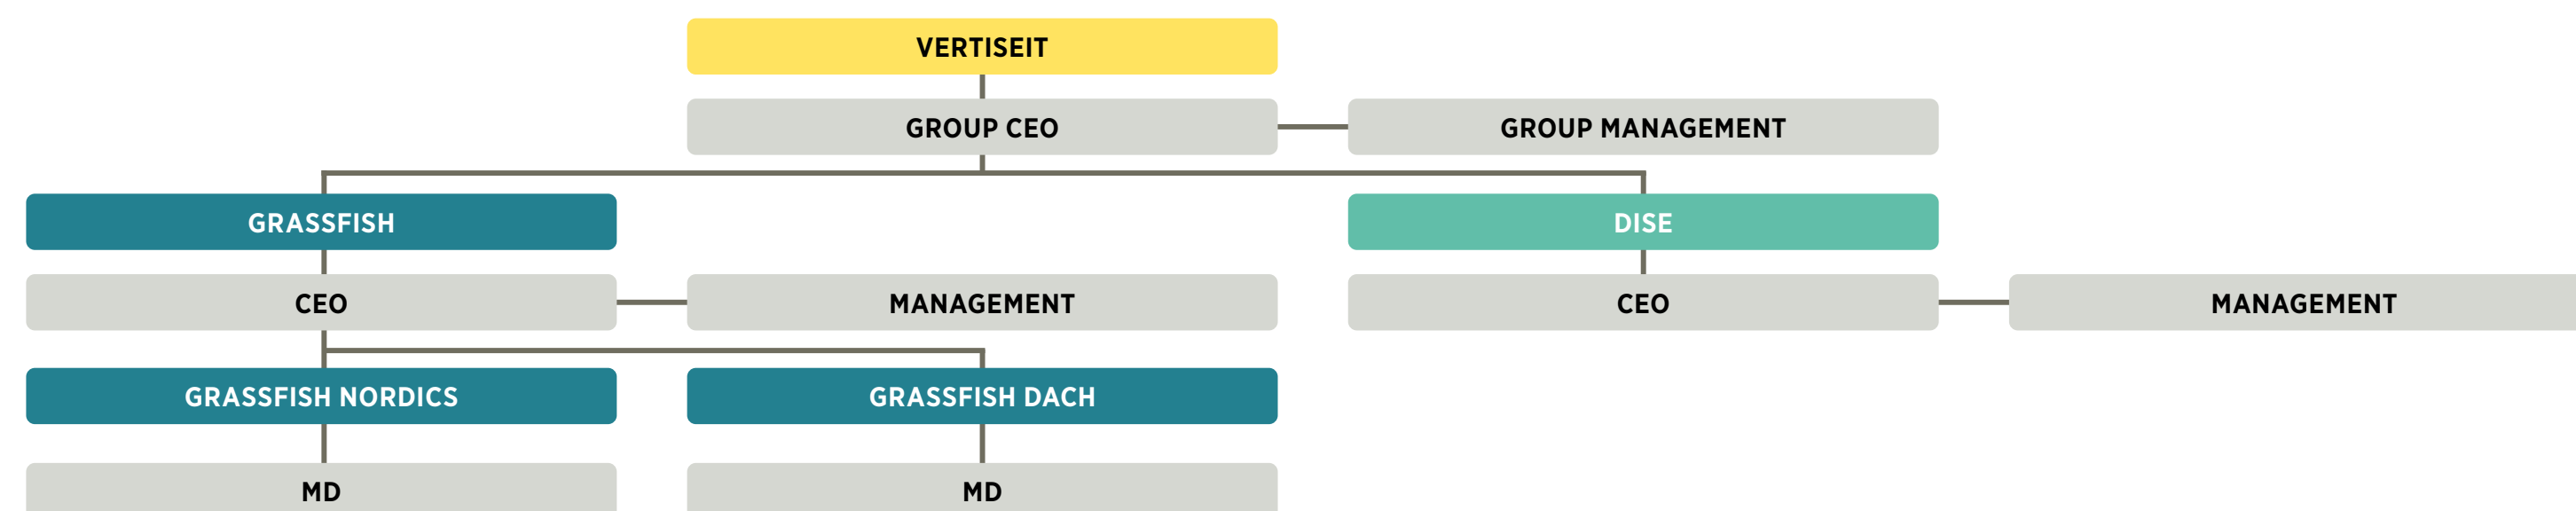 VERTISEIT
GROUP CEO
GROUP MANAGEMENT
GRASSFISH
DISE
CEO
MANAGEMENT
CEO
MANAGEMENT
GRASSFISH NORDICS
GRASSFISH DACH
MD
MD